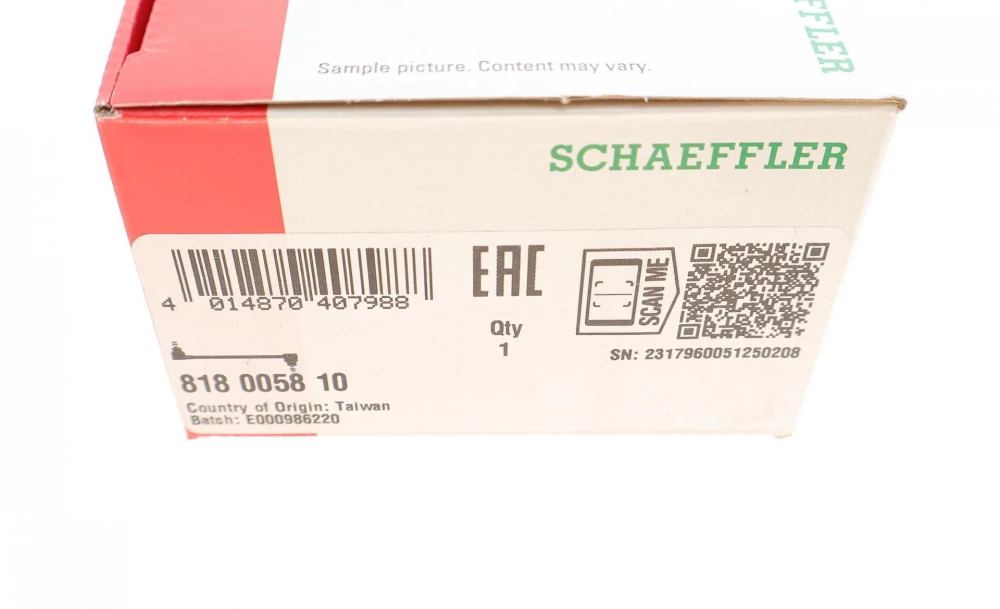 SCHAEFFLER
Sample picture. Content may vary.
SCHAEFFLER
4 014870 407988
EAC
Qty
1
SCAN ME
SN: 2317960051250208
818 0058 10
Country of Origin: Taiwan
Batch: E000986220